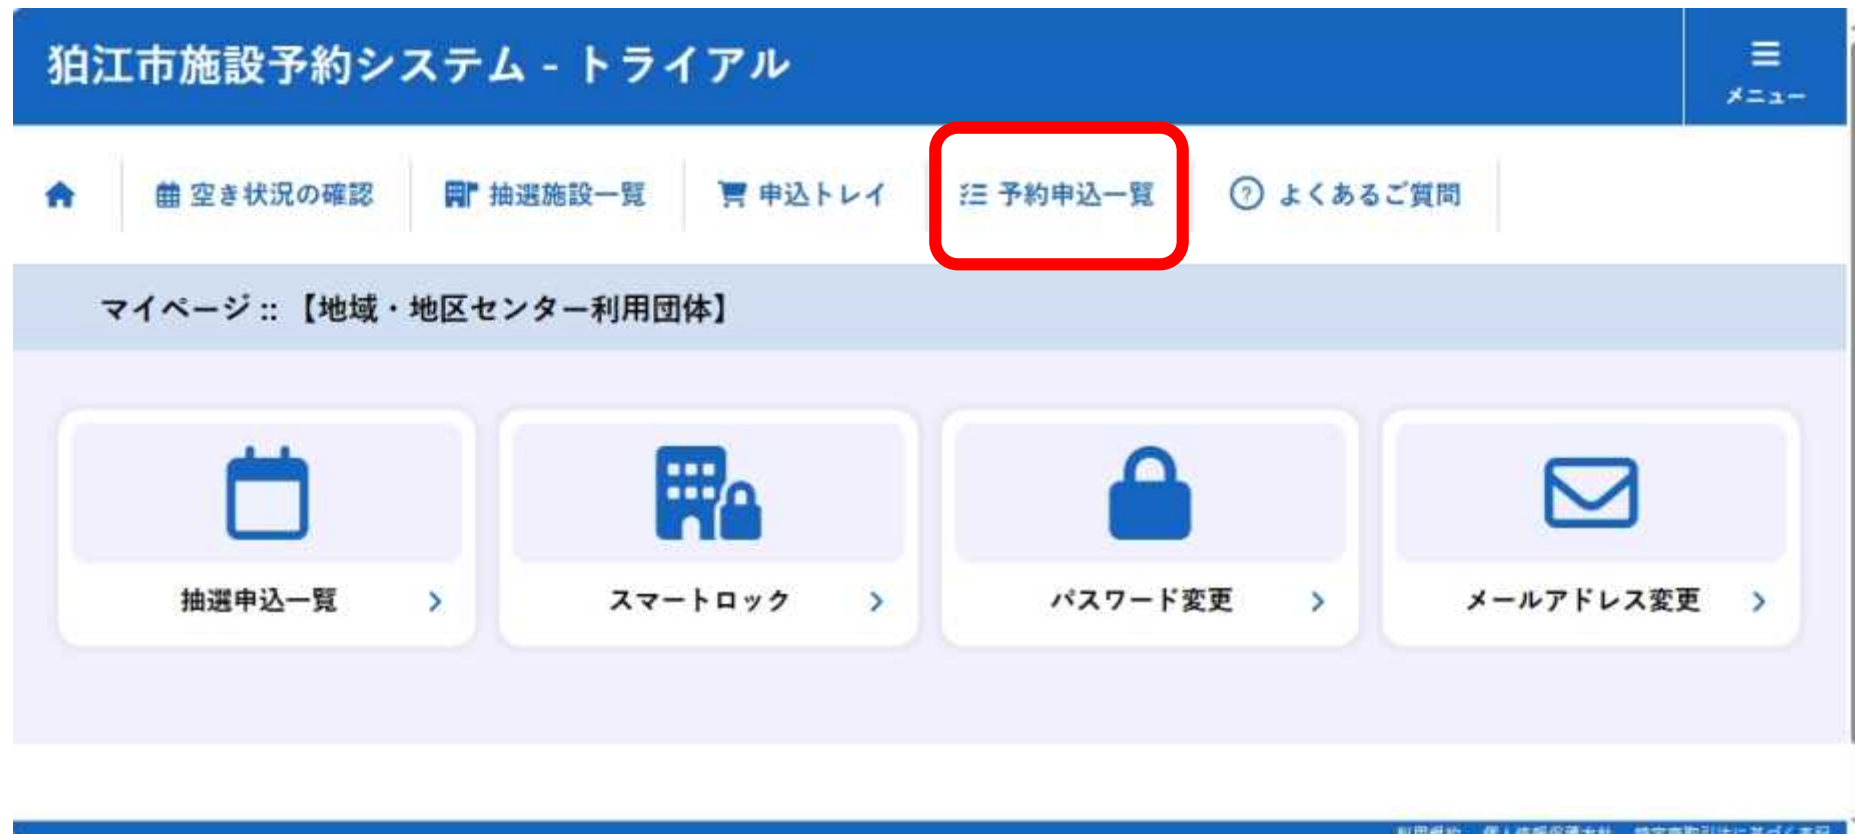 狛江市施設予約システム - トライアル
メニュー
空き状況の確認
抽選施設一覧
申込トレイ
予約申込一覧
よくあるご質問
マイページ :: 【地域・地区センター利用団体】
抽選申込一覧
スマートロック
パスワード変更
メールアドレス変更